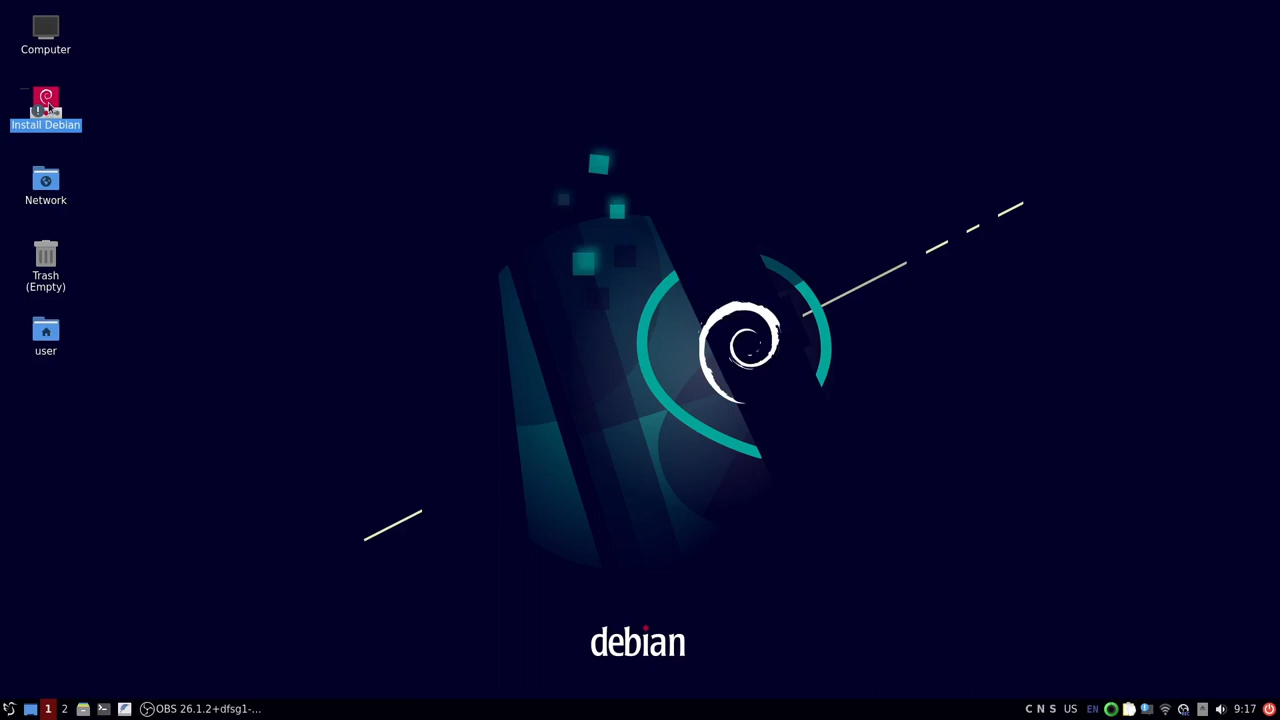 Computer
Install Debian
Network
Trash
(Empty)
user
debian
1
2
OBS 26.1.2+dfsg1-...
C N S
US
EN
9:17